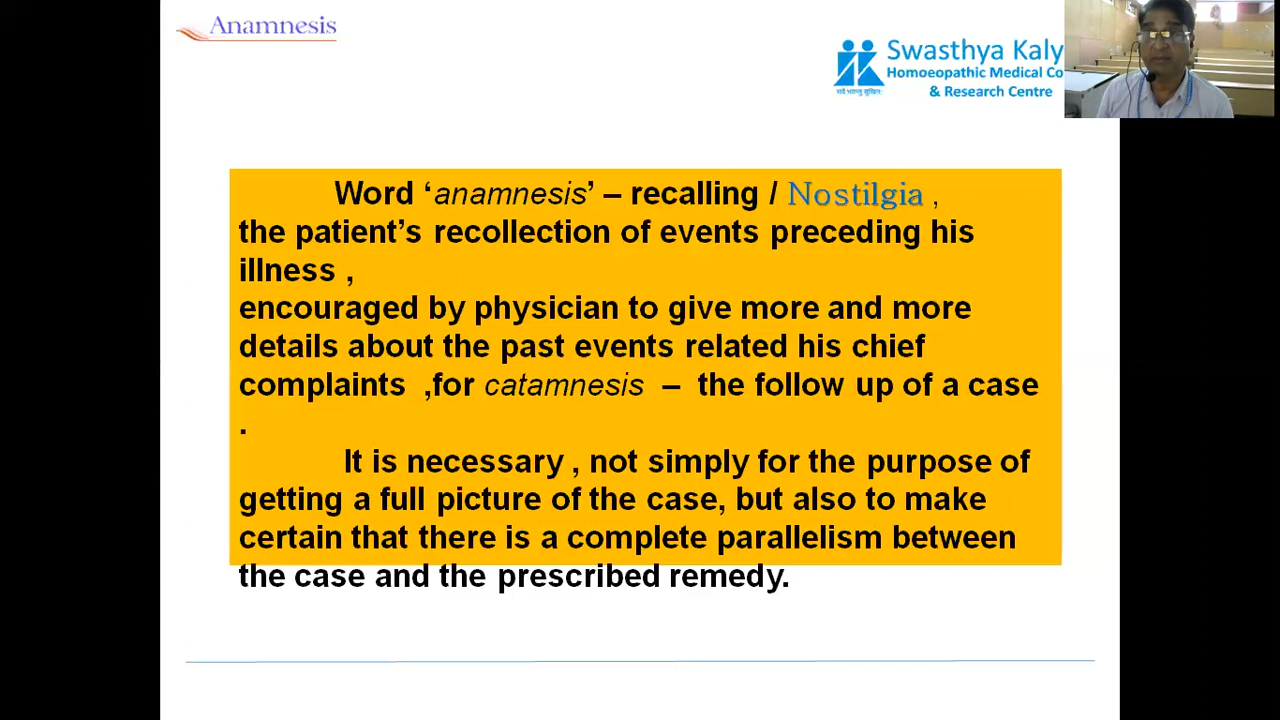 Anamnesis
Swasthya Kaly
Homoeopathic Medical Co
& Research Centre
Word ‘anamnesis’ – recalling / Nostilgia ,
the patient’s recollection of events preceding his
illness ,
encouraged by physician to give more and more
details about the past events related his chief
complaints ,for catamnesis – the follow up of a case
.
It is necessary , not simply for the purpose of
getting a full picture of the case, but also to make
certain that there is a complete parallelism between
the case and the prescribed remedy.